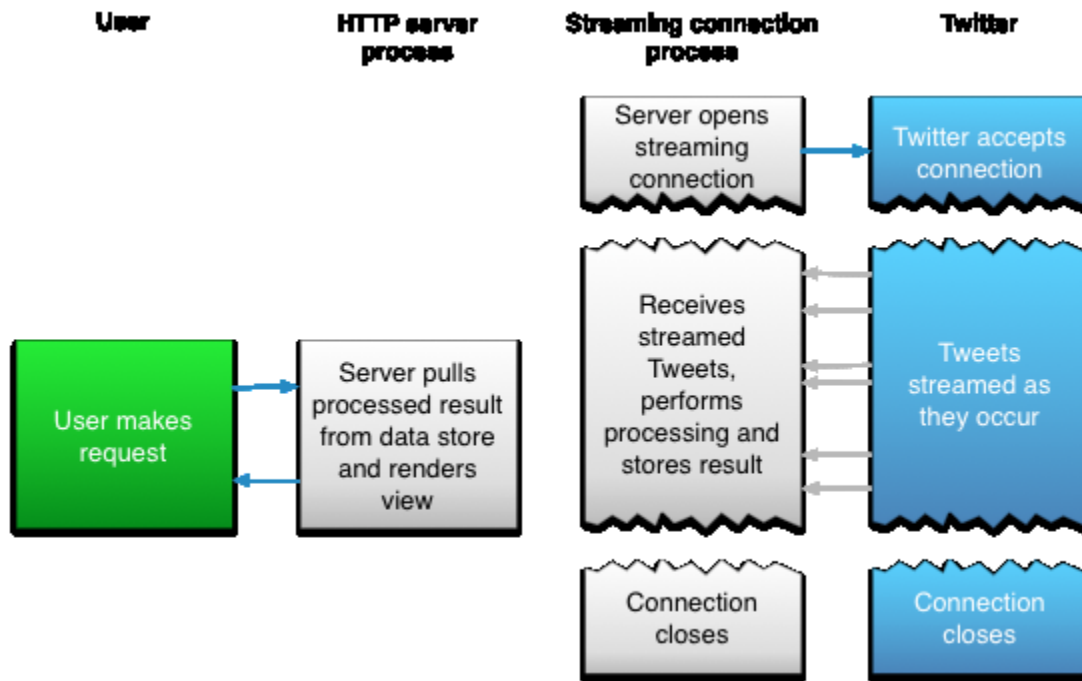 User
HTTP server
process
Streaming connection
process
Twitter
Server opens
streaming
connection
Twitter accepts
connection
User makes
request
Server pulls
processed result
from data store
and renders
view
Receives
streamed
Tweets,
performs
processing and
stores result
Tweets
streamed as
they occur
Connection
closes
Connection
closes